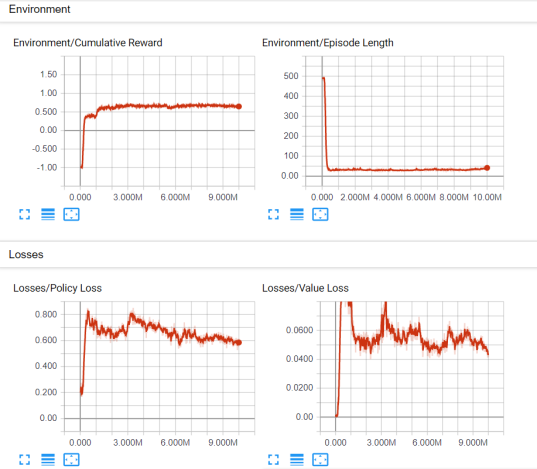 Environment
Environment/Cumulative Reward
1.50
1.00
0.500
0.00
-0.500
-1.00
0.000 3.000M 6.000M 9.000M
Environment/Episode Length
500
400
300
200
100
0.00
0.000 2.000M 4.000M 6.000M 8.000M 10.00M
Losses
Losses/Policy Loss
0.800
0.600
0.400
0.200
0.00
0.000 3.000M 6.000M 9.000M
Losses/Value Loss
0.0600
0.0400
0.0200
0.00
0.000 3.000M 6.000M 9.000M